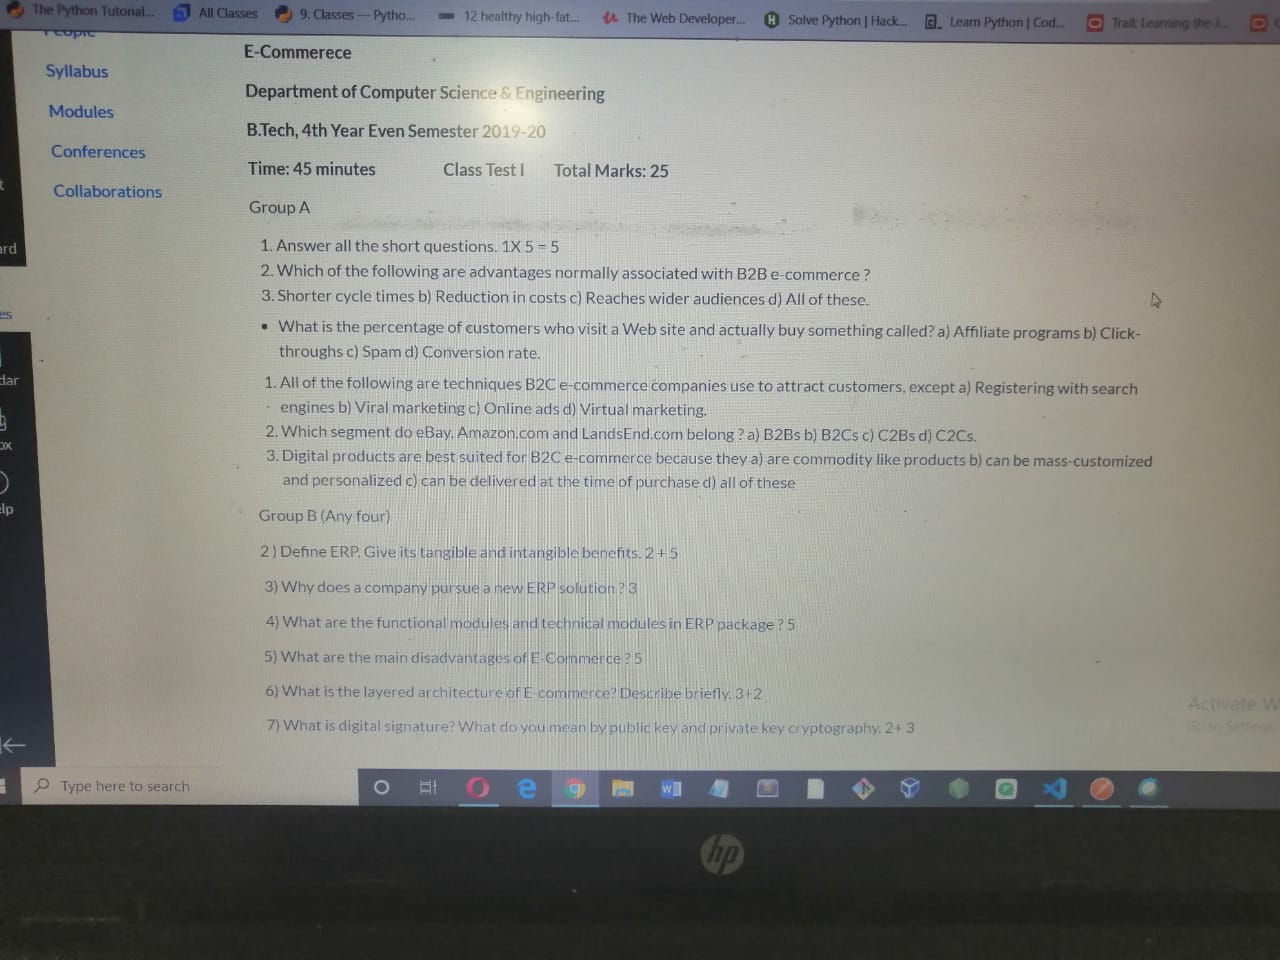 The Python Tutorial...
All Classes
9. Classes — Pytho...
12 healthy high-fat...
The Web Developer...
Solve Python | Hack...
Learn Python | Cod...
Trail: Learning the J...
People
Syllabus
Modules
Conferences
Collaborations
E-Commerece
Department of Computer Science & Engineering
B.Tech, 4th Year Even Semester 2019-20
Time: 45 minutes Class Test I Total Marks: 25
Group A
1. Answer all the short questions. 1X 5 = 5
2. Which of the following are advantages normally associated with B2B e-commerce ?
3. Shorter cycle times b) Reduction in costs c) Reaches wider audiences d) All of these.
• What is the percentage of customers who visit a Web site and actually buy something called? a) Affiliate programs b) Click-
throughs c) Spam d) Conversion rate.
1. All of the following are techniques B2C e-commerce companies use to attract customers, except a) Registering with search
engines b) Viral marketing c) Online ads d) Virtual marketing.
2. Which segment do eBay, Amazon.com and LandsEnd.com belong ? a) B2Bs b) B2Cs c) C2Bs d) C2Cs.
3. Digital products are best suited for B2C e-commerce because they a) are commodity like products b) can be mass-customized
and personalized c) can be delivered at the time of purchase d) all of these
Group B (Any four)
2 ) Define ERP. Give its tangible and intangible benefits. 2 + 5
3) Why does a company pursue a new ERP solution ? 3
4) What are the functional modules and technical modules in ERP package ? 5
5) What are the main disadvantages of E-Commerce ? 5
6) What is the layered architecture of E-commerce? Describe briefly. 3+2
7) What is digital signature? What do you mean by public key and private key cryptography. 2+ 3
Activate W
Go to Settings
Type here to search
hp